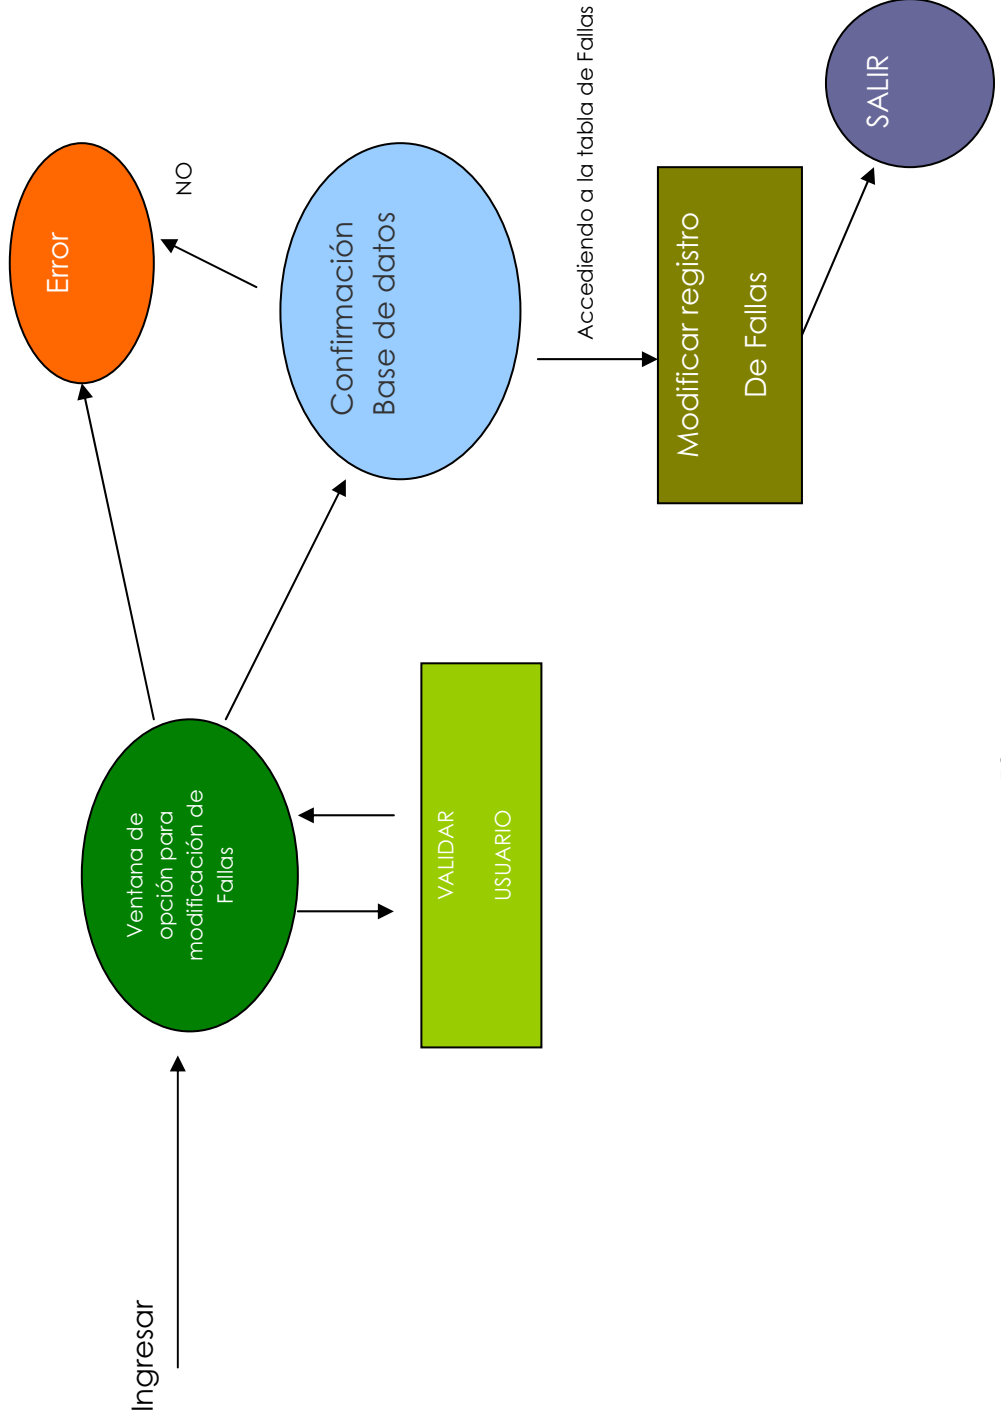 Ingresar
Ventana de
opción para
modificación de
Fallas
VALIDAR
USUARIO
Error
NO
Confirmación
Base de datos
Accediendo a la tabla de Fallas
Modificar registro
De Fallas
SALIR